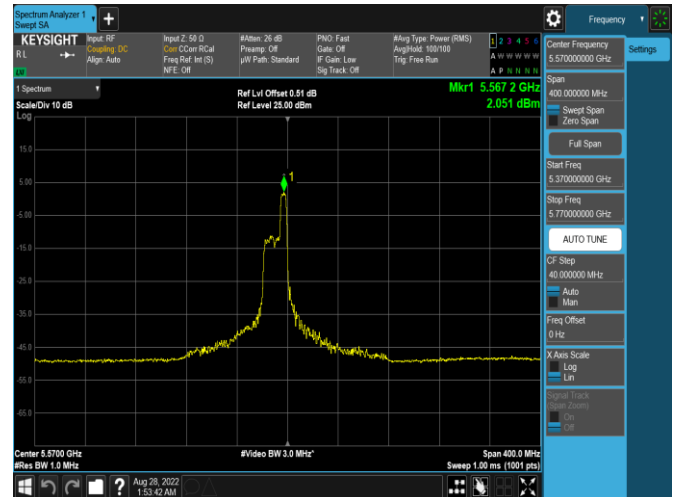 Spectrum Analyzer 1
Swept SA
Frequency
KEYSIGHT
RL
LXI
Input: RF
Coupling: DC
Align: Auto
Input Z: 50 Ω
Corr CCorr RCal
Freq Ref: Int (S)
NFE: Off
#Atten: 26 dB
Preamp: Off
µW Path: Standard
PNO: Fast
Gate: Off
IF Gain: Low
Sig Track: Off
#Avg Type: Power (RMS)
Avg|Hold: 100/100
Trig: Free Run
1 2 3 4 5 6
A W W W W W
A P N N N N
1 Spectrum
Scale/Div 10 dB
Log
Ref Lvl Offset 0.51 dB
Ref Level 25.00 dBm
Mkr1 5.567 2 GHz
2.051 dBm
15.0
5.00
-5.00
-15.0
-25.0
-35.0
-45.0
-55.0
-65.0
1
Center 5.5700 GHz
#Res BW 1.0 MHz
#Video BW 3.0 MHz*
Span 400.0 MHz
Sweep 1.00 ms (1001 pts)
Aug 28, 2022
1:53:42 AM
Center Frequency
5.570000000 GHz
Settings
Span
400.000000 MHz
Swept Span
Zero Span
Full Span
Start Freq
5.370000000 GHz
Stop Freq
5.770000000 GHz
AUTO TUNE
CF Step
40.000000 MHz
Auto
Man
Freq Offset
0 Hz
X Axis Scale
Log
Lin
Signal Track
(Span Zoom)
On
Off